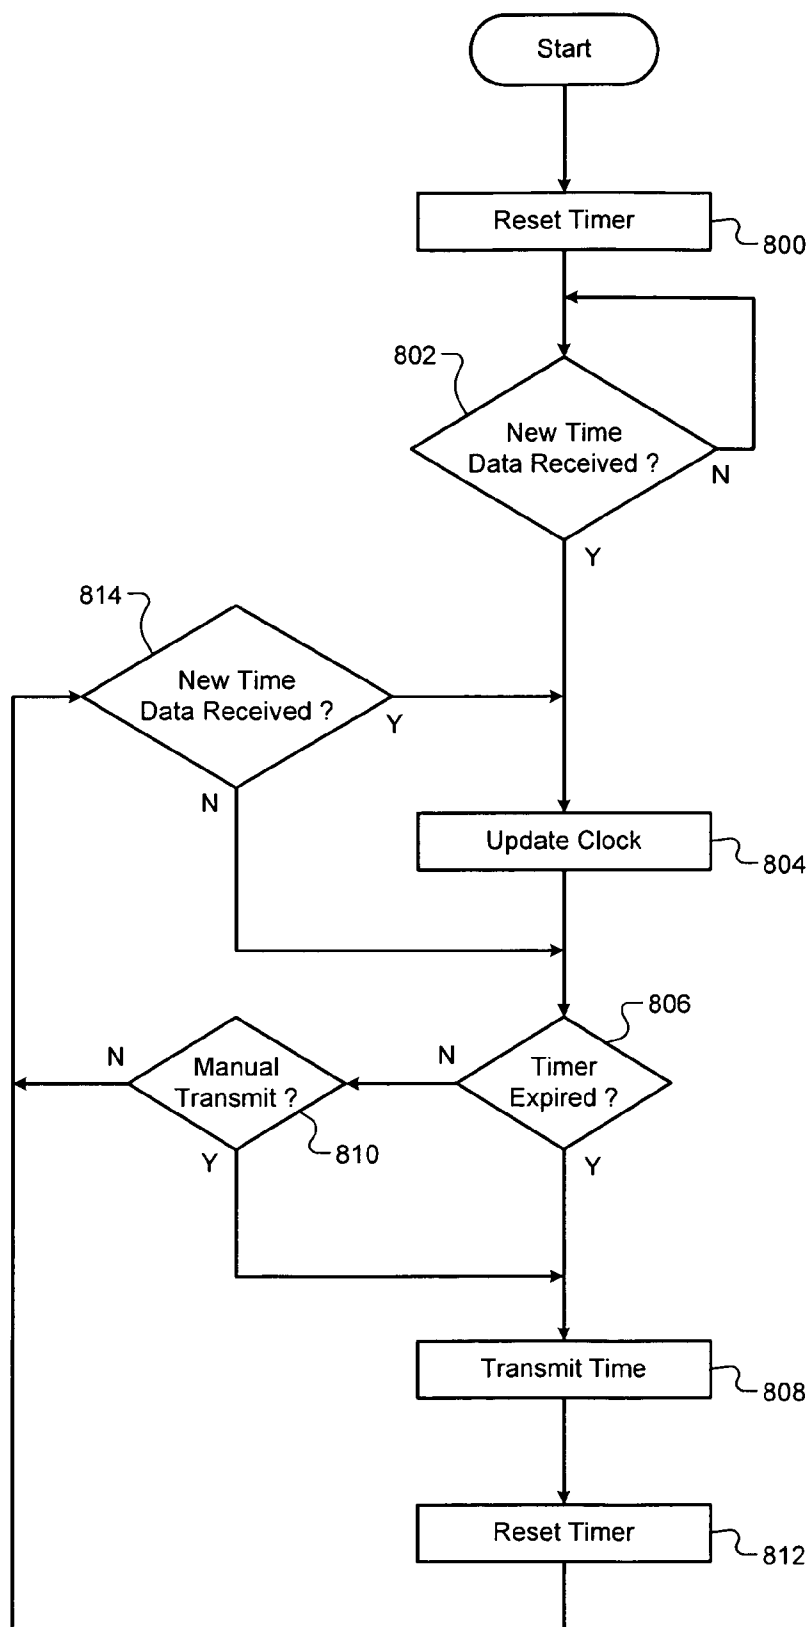 Start
Reset Timer
800
802
New Time
Data Received ?
N
Y
814
New Time
Data Received ?
Y
N
Update Clock
804
806
Timer
Expired ?
N
Y
Manual
Transmit ?
N
810
Y
Transmit Time
808
Reset Timer
812